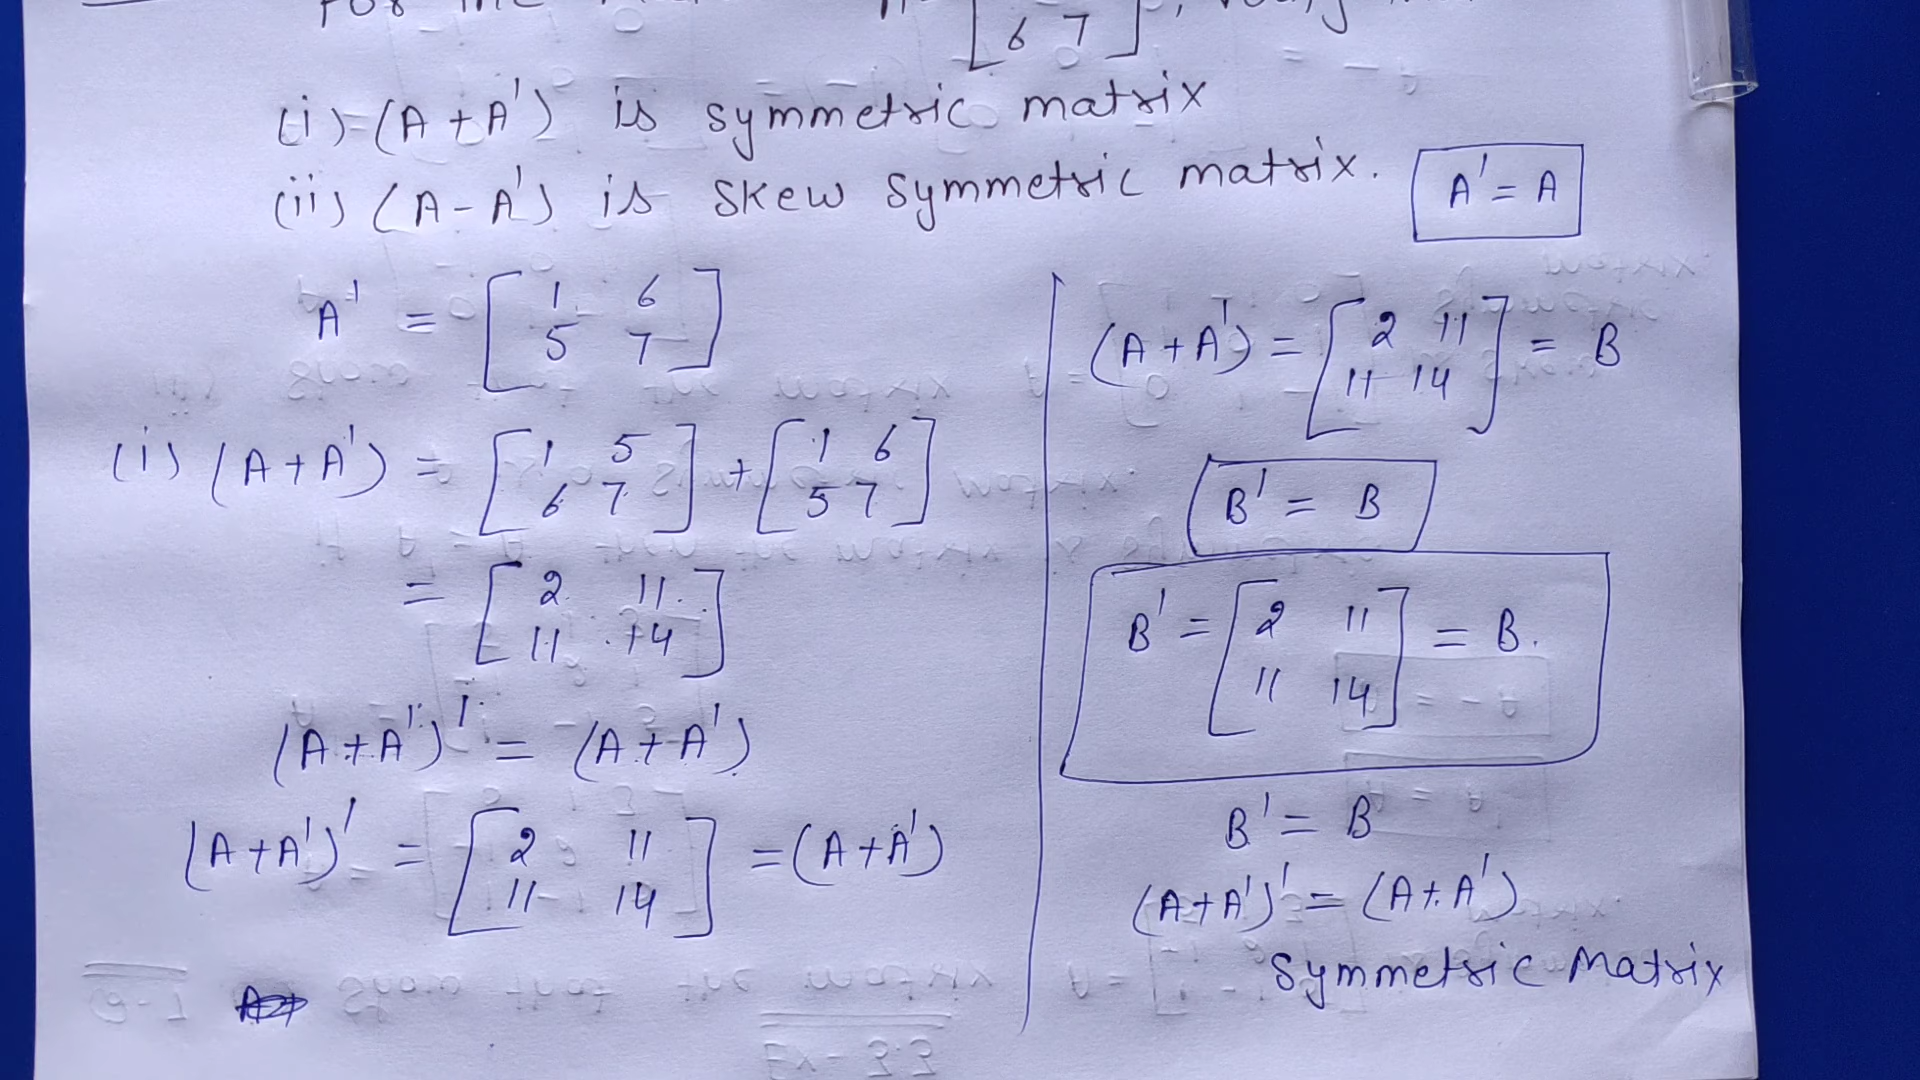 [6 7],
(i) (A + A') is symmetric matrix
(ii) (A - A') is skew symmetric matrix.
A' = A
A' = [1 6
5 7]
(i) (A + A') = [1 5 + [1 6
6 7] 5 7]
= [2 11
11 14]
(A + A')' = (A + A')
(A + A')' = [2 11 = (A + A')
11 14]
(A + A') = [2 11 = B
11 14]
B' = B
B' = [2 11 = B.
11 14]
B' = B
(A + A')' = (A + A')
Symmetric Matrix